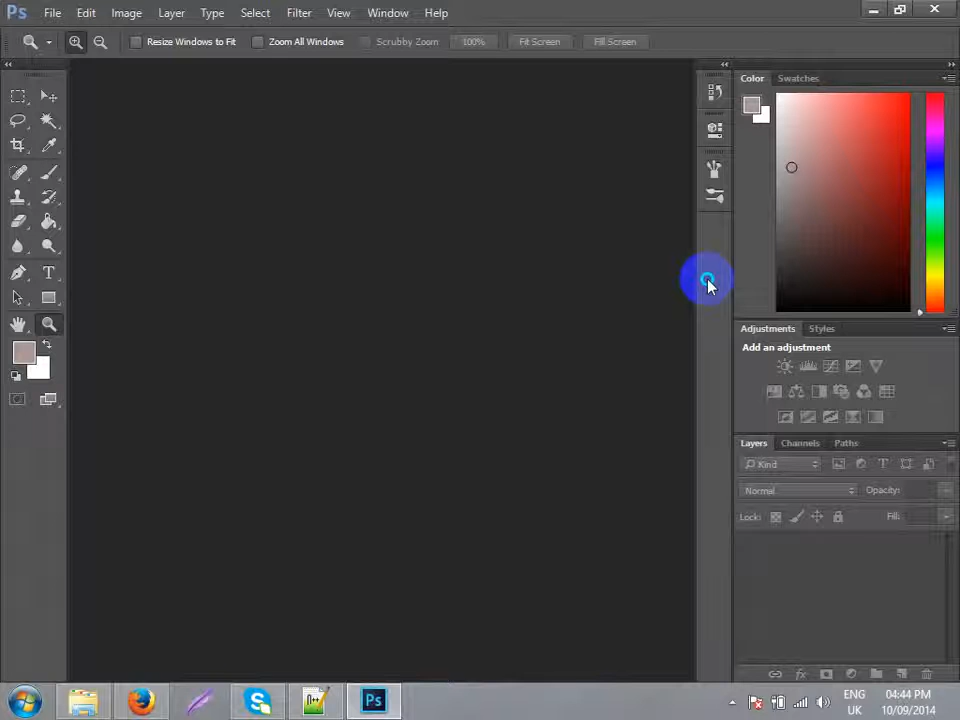 Ps File Edit Image Layer Type Select Filter View Window Help
Resize Windows to Fit Zoom All Windows Scrubby Zoom 100% Fit Screen Fill Screen
Color Swatches
T
Adjustments Styles
Add an adjustment
Layers Channels Paths
Kind T
Normal Opacity:
Lock: Fill:
fx
Ps
ENG 04:44 PM
UK 10/09/2014